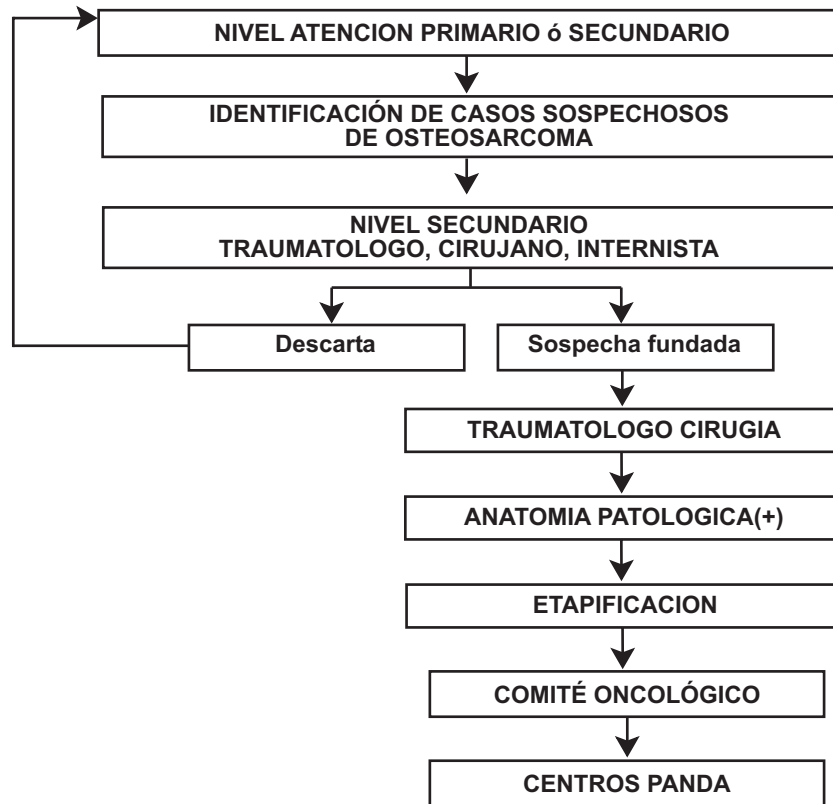 NIVEL ATENCION PRIMARIO ó SECUNDARIO
IDENTIFICACIÓN DE CASOS SOSPECHOSOS
DE OSTEOSARCOMA
NIVEL SECUNDARIO
TRAUMATOLOGO, CIRUJANO, INTERNISTA
Descarta
Sospecha fundada
TRAUMATOLOGO CIRUGIA
ANATOMIA PATOLOGICA(+)
ETAPIFICACION
COMITÉ ONCOLÓGICO
CENTROS PANDA